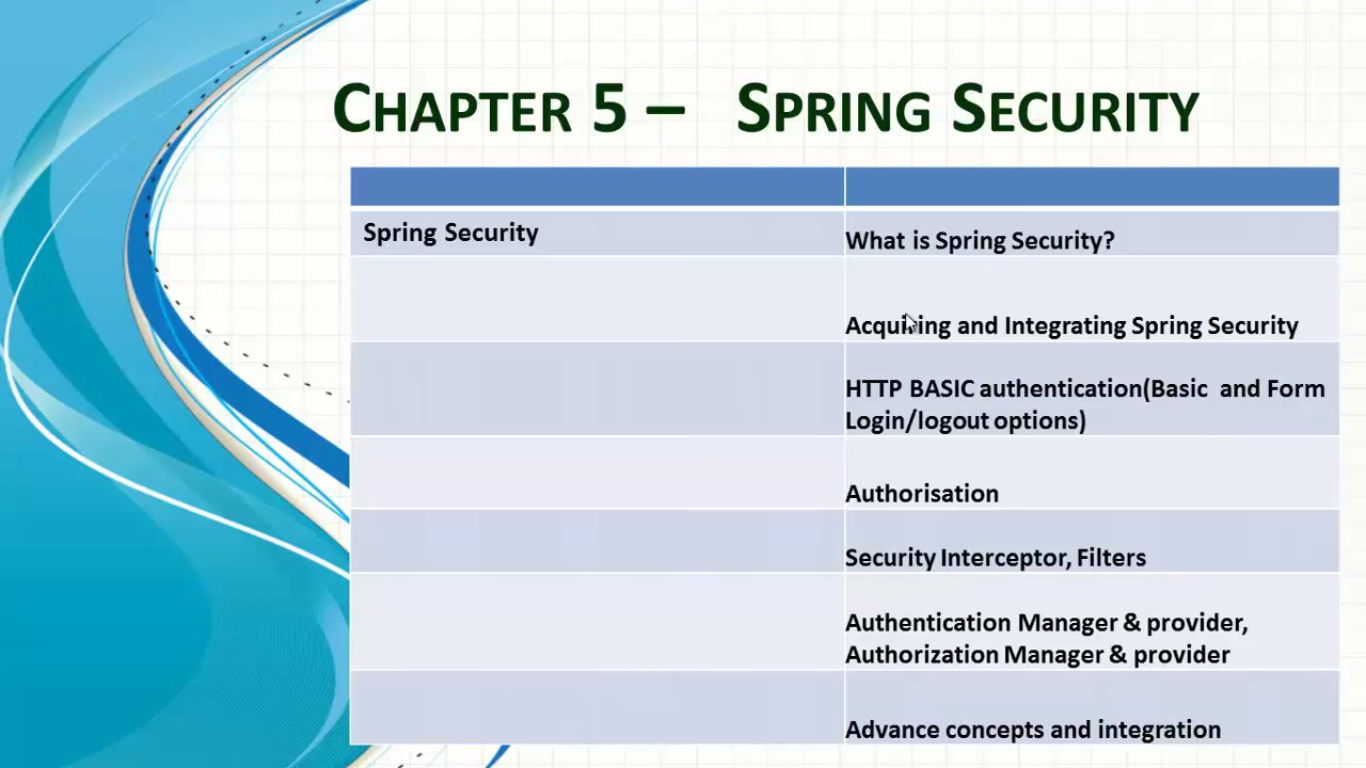 CHAPTER 5 – SPRING SECURITY
Spring Security
What is Spring Security?
Acquiring and Integrating Spring Security
HTTP BASIC authentication(Basic and Form
Login/logout options)
Authorisation
Security Interceptor, Filters
Authentication Manager & provider,
Authorization Manager & provider
Advance concepts and integration